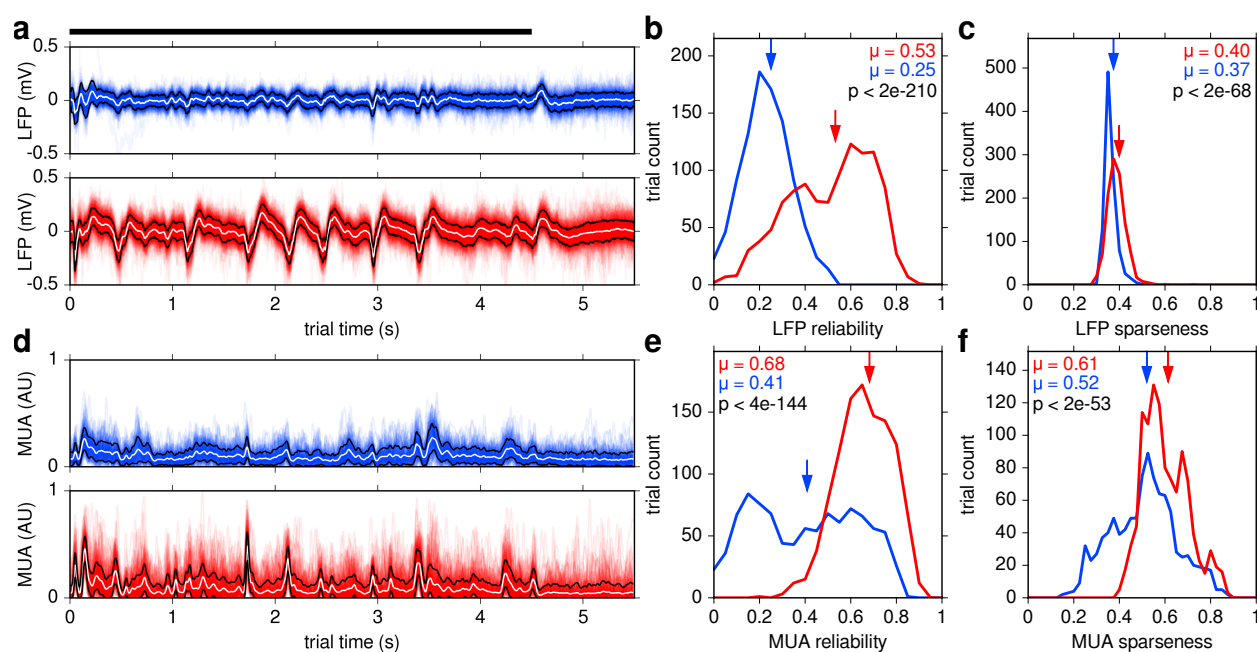 a
LFP (mV)
0.5
0
-0.5
LFP (mV)
0.5
0
-0.5
0 1 2 3 4 5
trial time (s)
b
trial count
200
150
100
50
0
μ = 0.53
μ = 0.25
p < 2e-210
0 0.2 0.4 0.6 0.8 1
LFP reliability
c
trial count
500
400
300
200
100
0
μ = 0.40
μ = 0.37
p < 2e-68
0 0.2 0.4 0.6 0.8 1
LFP sparseness
d
MUA (AU)
1
0
MUA (AU)
1
0
0 1 2 3 4 5
trial time (s)
e
trial count
150
100
50
0
μ = 0.68
μ = 0.41
p < 4e-144
0 0.2 0.4 0.6 0.8 1
MUA reliability
f
trial count
140
120
100
80
60
40
20
0
μ = 0.61
μ = 0.52
p < 2e-53
0 0.2 0.4 0.6 0.8 1
MUA sparseness